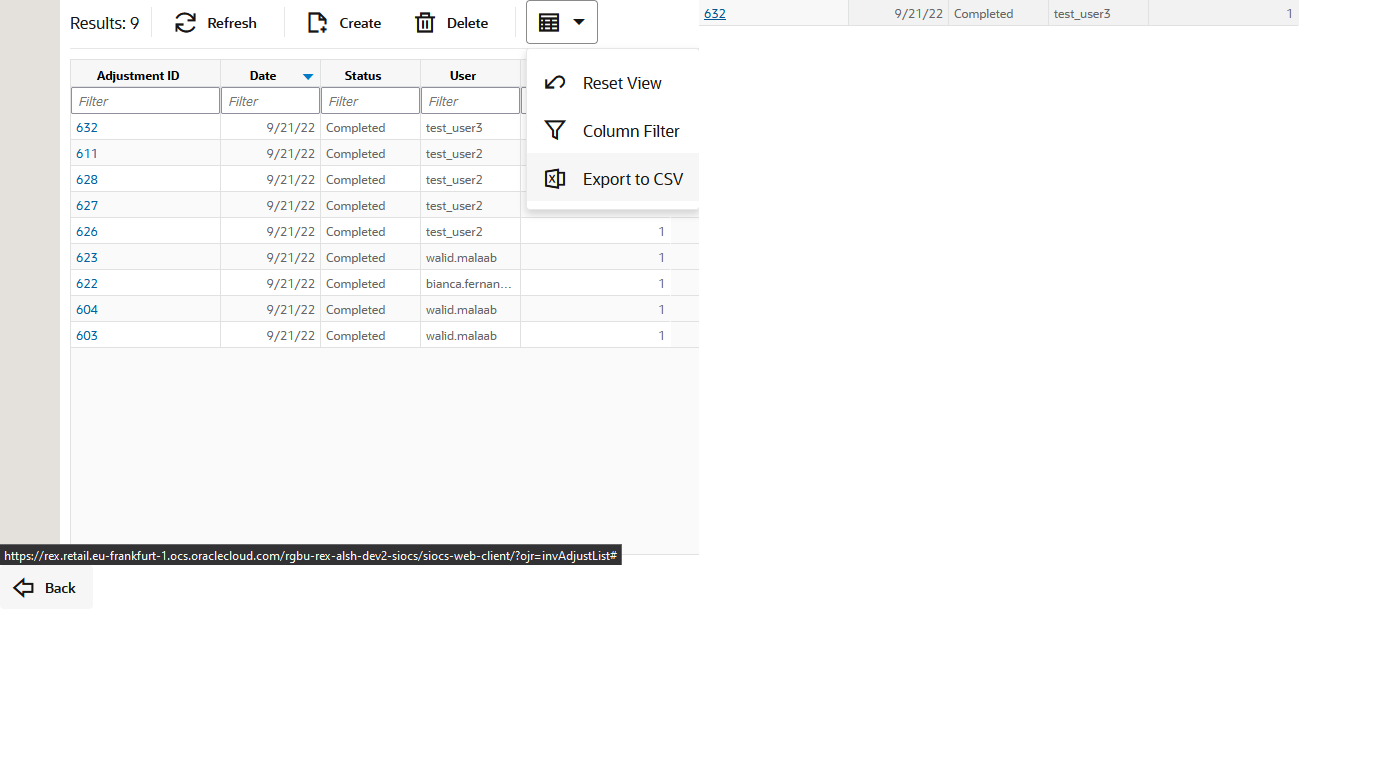 Results: 9 Refresh Create Delete
632 9/21/22 Completed test_user3 1
Adjustment ID Date Status User
Filter Filter Filter Filter
Reset View
Column Filter
Export to CSV
632 9/21/22 Completed test_user3
611 9/21/22 Completed test_user2
628 9/21/22 Completed test_user2
627 9/21/22 Completed test_user2
626 9/21/22 Completed test_user2 1
623 9/21/22 Completed walid.malaab 1
622 9/21/22 Completed bianca.fernan... 1
604 9/21/22 Completed walid.malaab 1
603 9/21/22 Completed walid.malaab 1
https://rex.retail.eu-frankfurt-1.ocs.oraclecloud.com/rgbu-rex-alsh-dev2-siocs/siocs-web-client/?ojr=invAdjustList#
Back